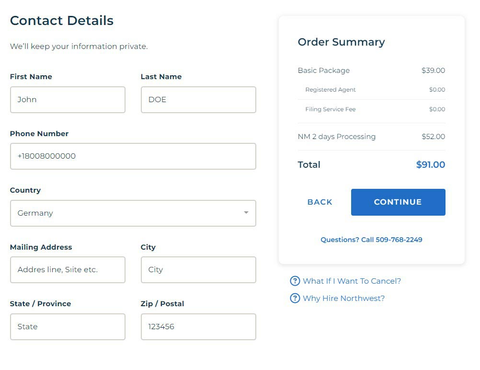 Contact Details
We'll keep your information private.
First Name
Last Name
John
DOE
Phone Number
+18008000000
Country
Germany
Mailing Address
City
Addres line, Suite etc.
City
State / Province
Zip / Postal
State
123456
Order Summary
Basic Package $39.00
Registered Agent $0.00
Filing Service Fee $0.00
NM 2 days Processing $52.00
Total $91.00
BACK CONTINUE
Questions? Call 509-768-2249
What If I Want To Cancel?
Why Hire Northwest?